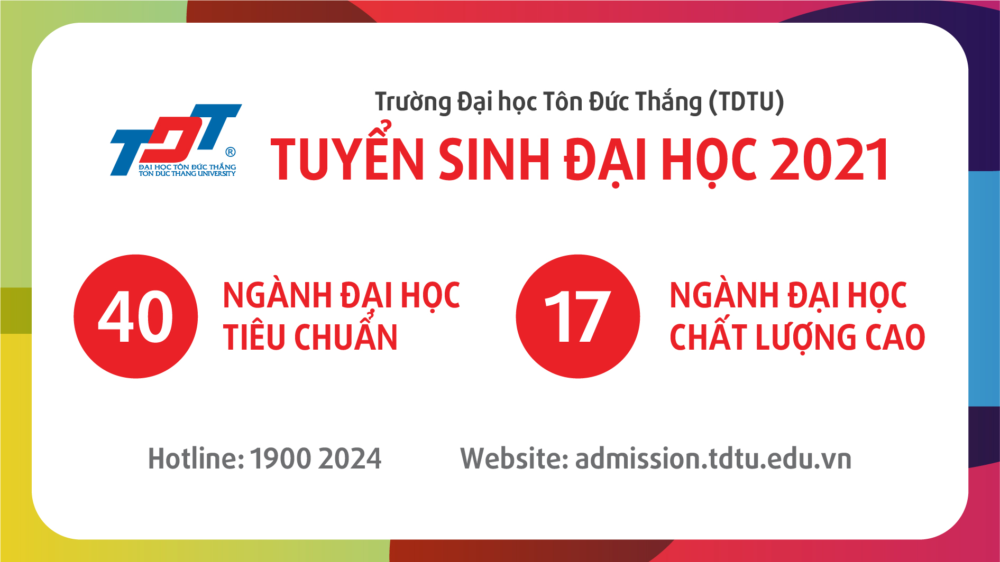 TDT®
ĐẠI HỌC TÔN ĐỨC THẮNG
TON DUC THANG UNIVERSITY
Trường Đại học Tôn Đức Thắng (TDTU)
TUYỂN SINH ĐẠI HỌC 2021
40
NGÀNH ĐẠI HỌC
TIÊU CHUẨN
17
NGÀNH ĐẠI HỌC
CHẤT LƯỢNG CAO
Hotline: 1900 2024
Website: admission.tdtu.edu.vn